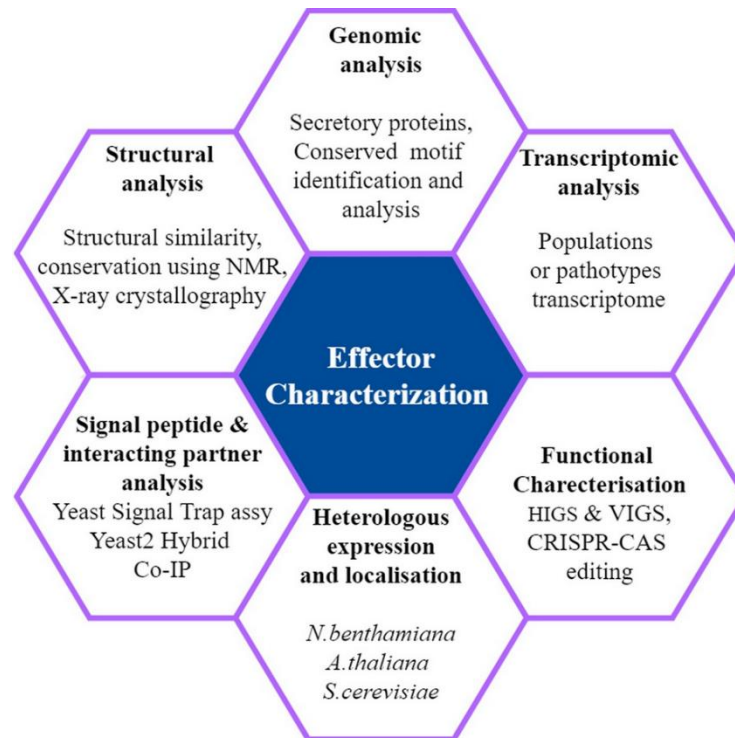 Genomic
analysis
Secretory proteins,
Conserved motif
identification and
analysis
Structural
analysis
Structural similarity,
conservation using NMR,
X-ray crystallography
Transcriptomic
analysis
Populations
or pathotypes
transcriptome
Effector
Characterization
Signal peptide &
interacting partner
analysis
Yeast Signal Trap assy
Yeast2 Hybrid
Co-IP
Heterologous
expression
and localisation
N.benthamiana
A.thaliana
S.cerevisiae
Functional
Charecterisation
HIGS & VIGS,
CRISPR-CAS
editing